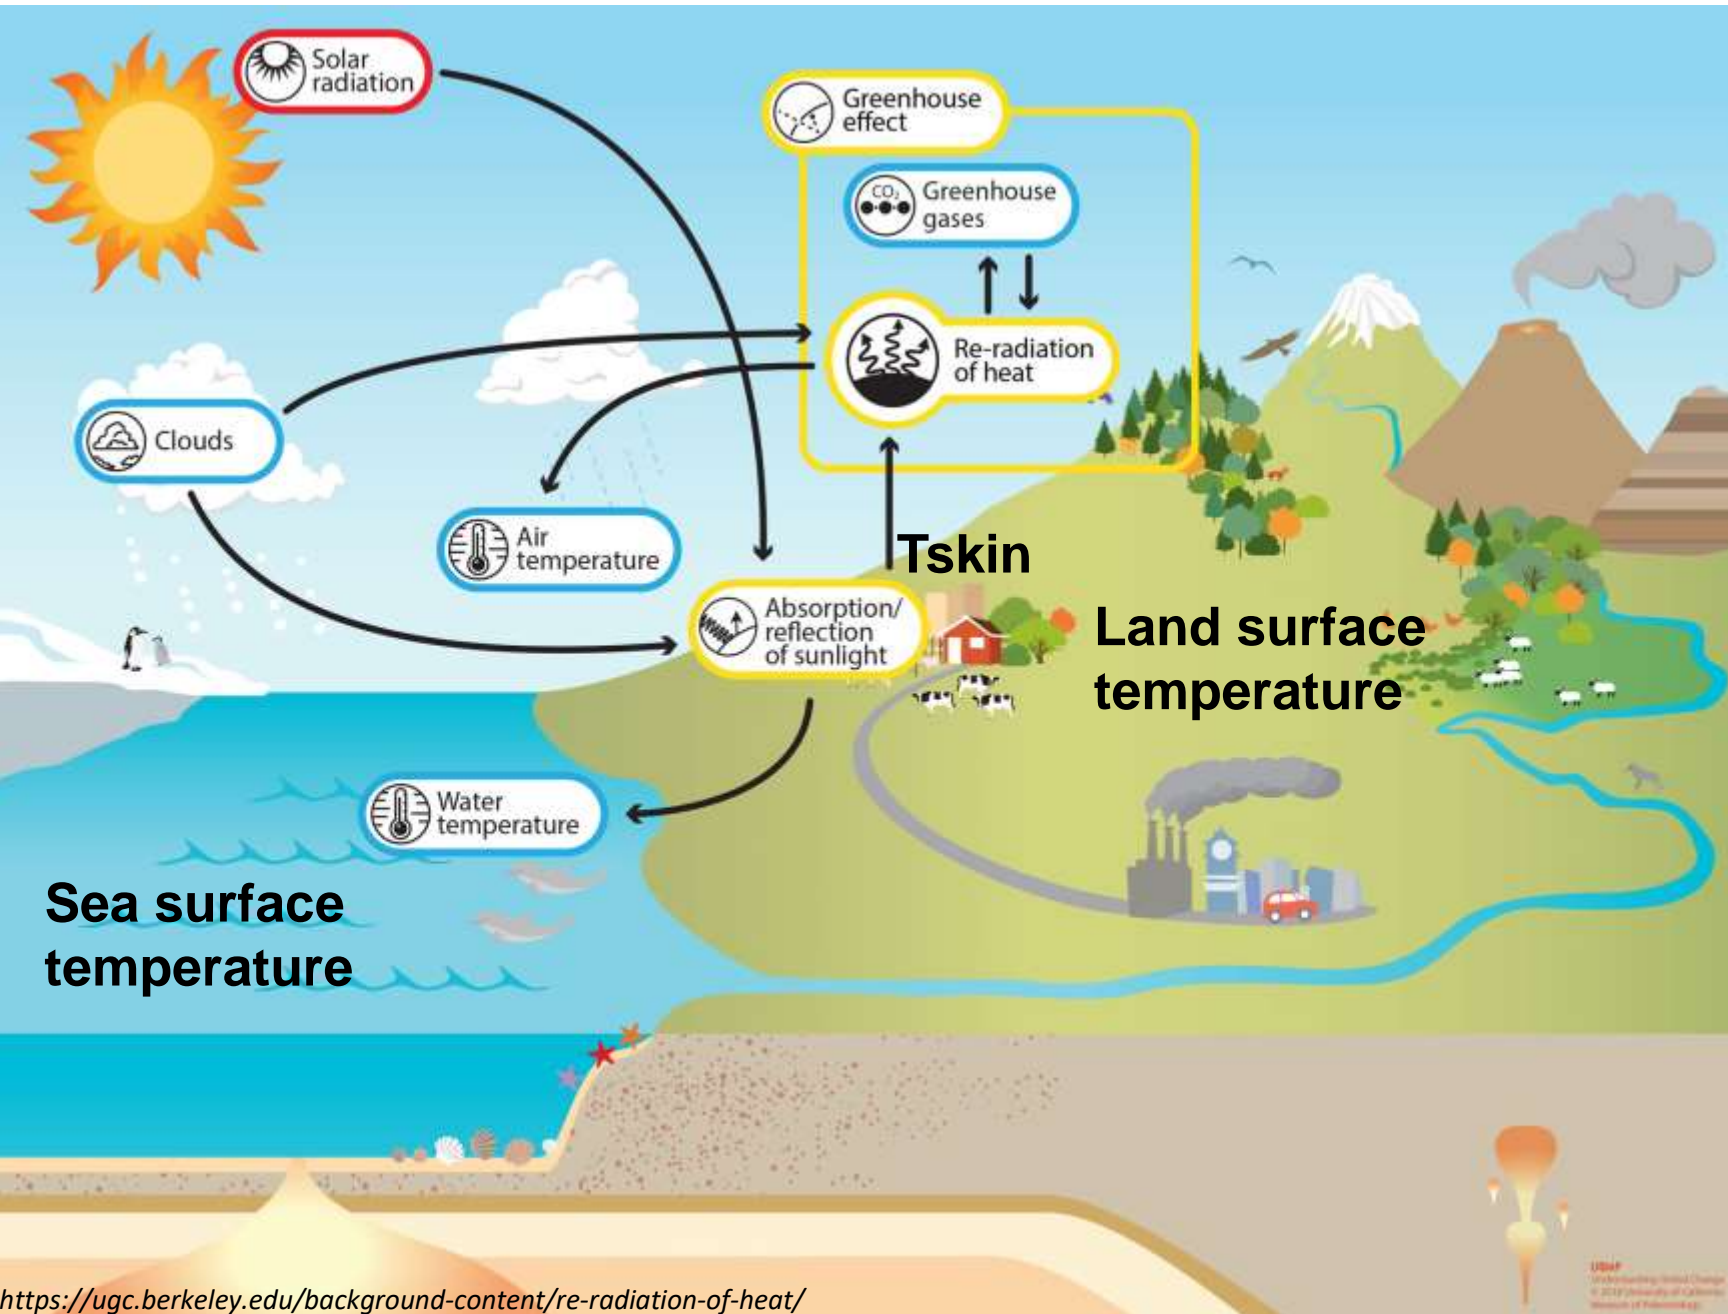 Solar
radiation
Greenhouse
effect
CO₂
Greenhouse
gases
Re-radiation
of heat
Clouds
Air
temperature
Tskin
Absorption/
reflection
of sunlight
Land surface
temperature
Water
temperature
Sea surface
temperature
https://ugc.berkeley.edu/background-content/re-radiation-of-heat/